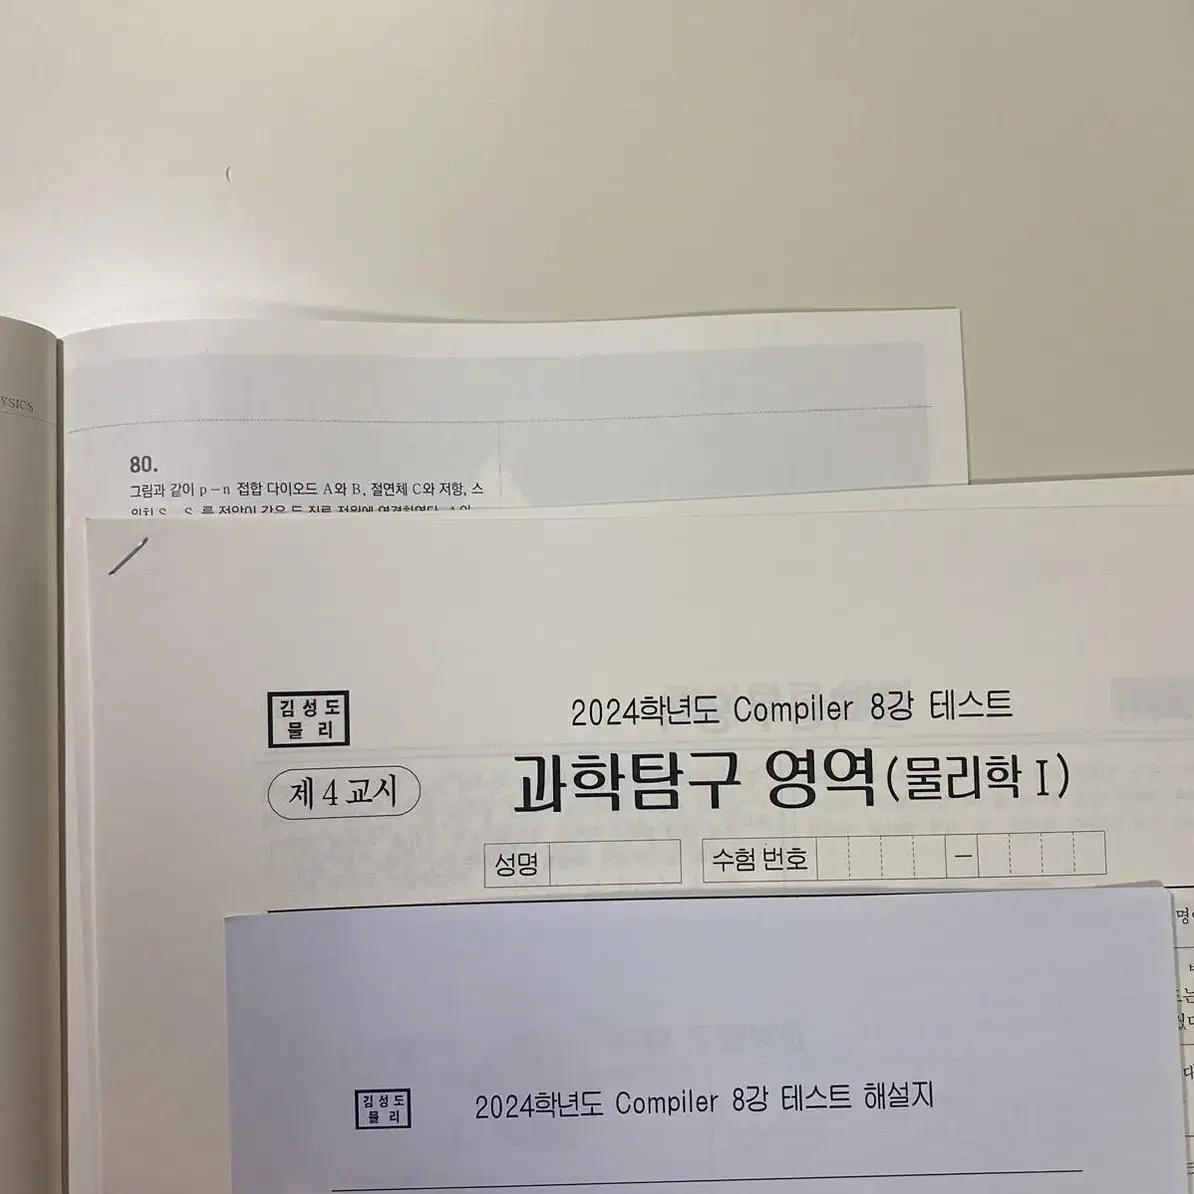 80.
그림과 같이 p-n 접합 다이오드 A와 B, 절연체 C와 저항, 스
김성도
물리
2024학년도 Compiler 8강 테스트
제4교시
과학탐구 영역(물리학 I)
성명
수험 번호
-
김성도
물리
2024학년도 Compiler 8강 테스트 해설지